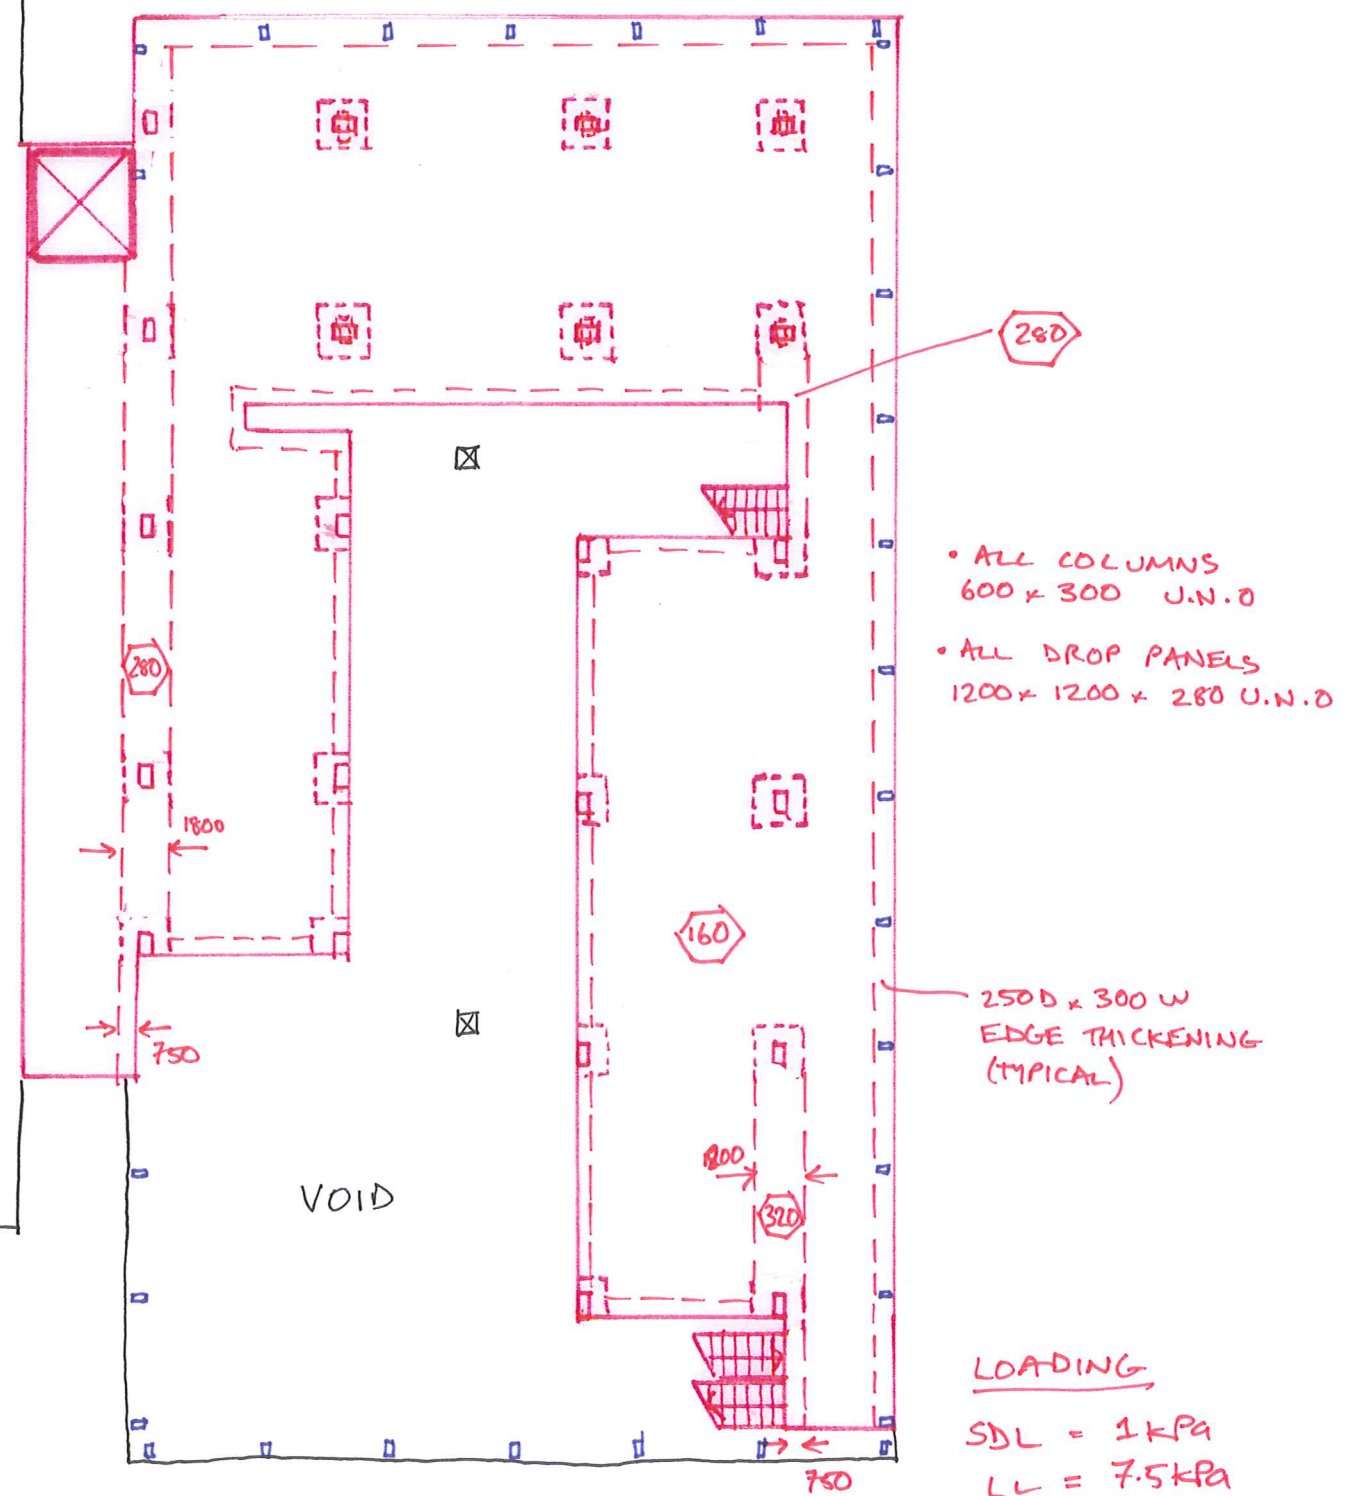 280
• ALL COLUMNS
600 x 300 U.N.O
• ALL DROP PANELS
1200 x 1200 x 280 U.N.O
280
1800
160
250D x 300 W
EDGE THICKENING
(TYPICAL)
750
1800
VOID
320
LOADING
SDL = 1 kPa
LL = 7.5 kPa
750